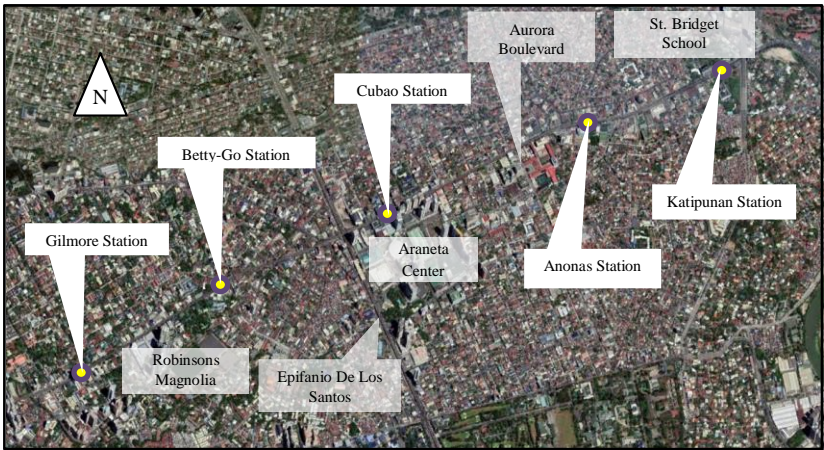 Aurora
Boulevard
St. Bridget
School
N
Cubao Station
Betty-Go Station
Katipunan Station
Gilmore Station
Araneta
Center
Anonas Station
Robinsons
Magnolia
Epifanio De Los
Santos